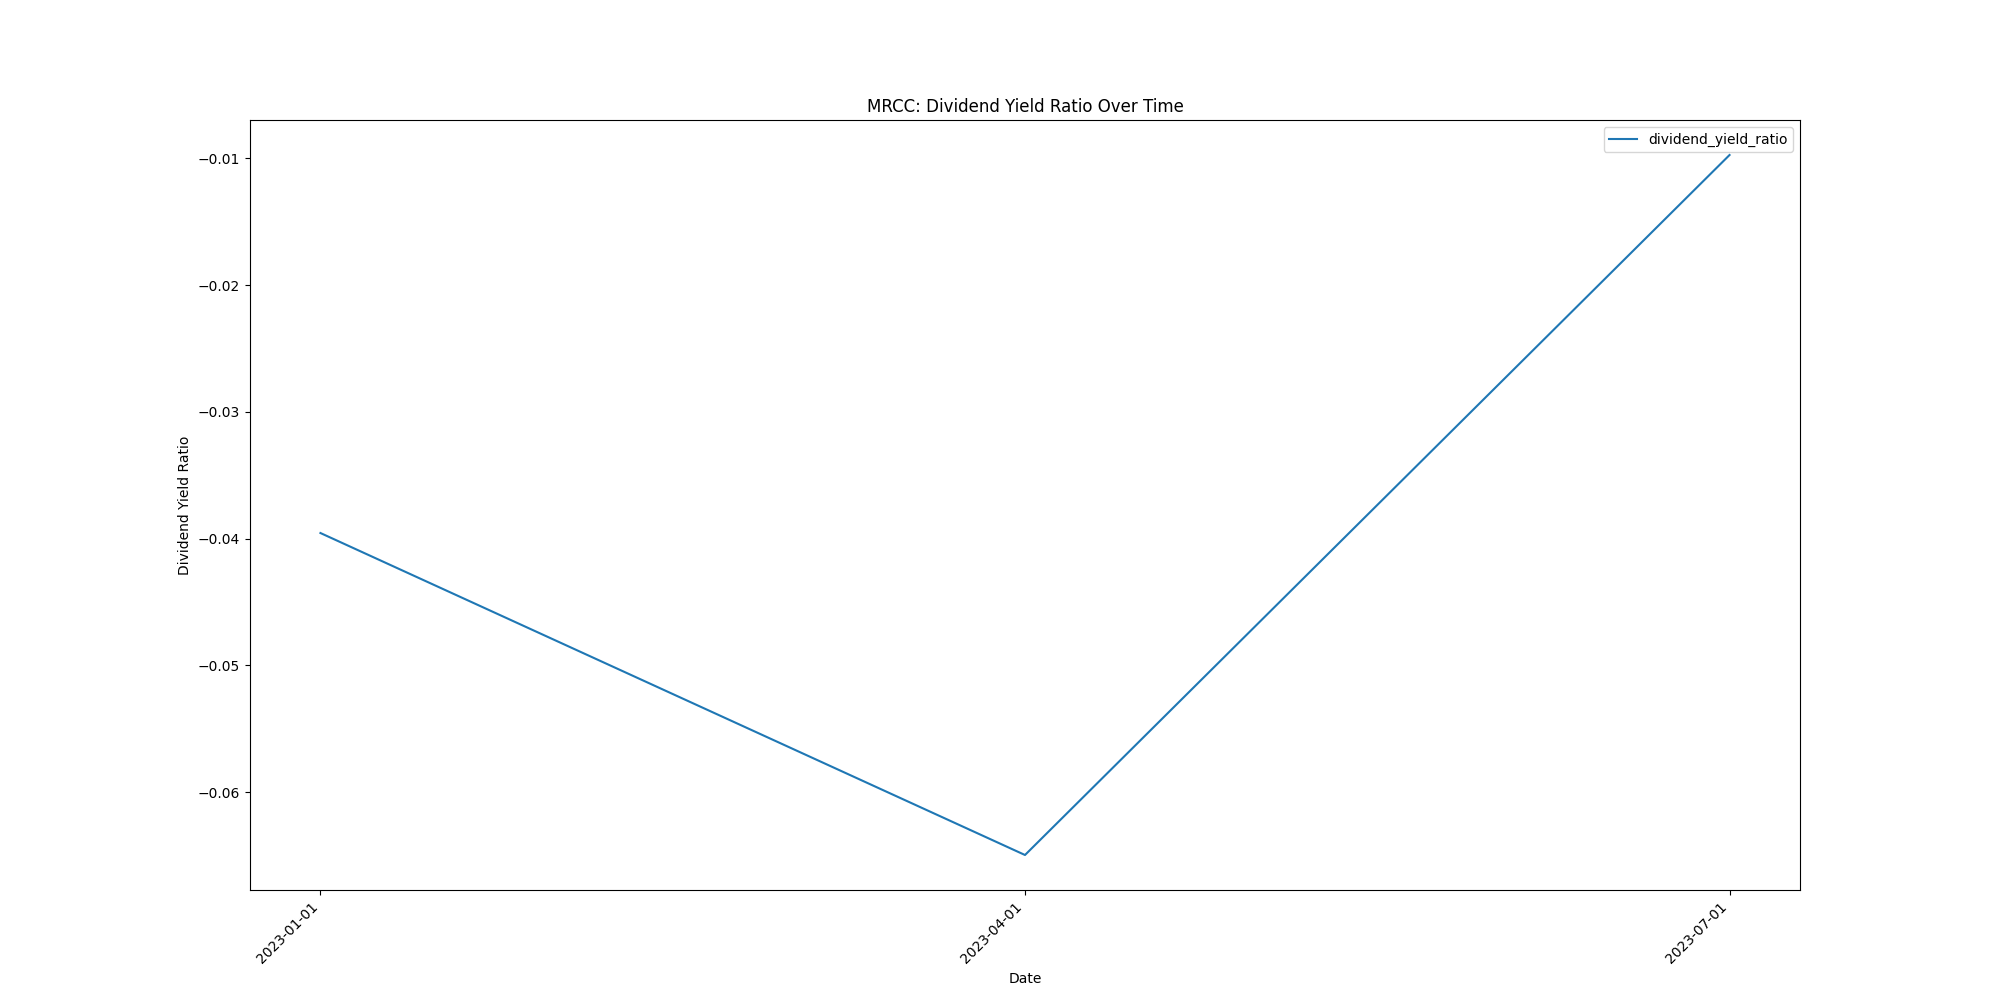 MRCC: Dividend Yield Ratio Over Time
dividend_yield_ratio
−0.01
−0.02
−0.03
−0.04
−0.05
−0.06
Dividend Yield Ratio
2023-01-01
2023-04-01
2023-07-01
Date